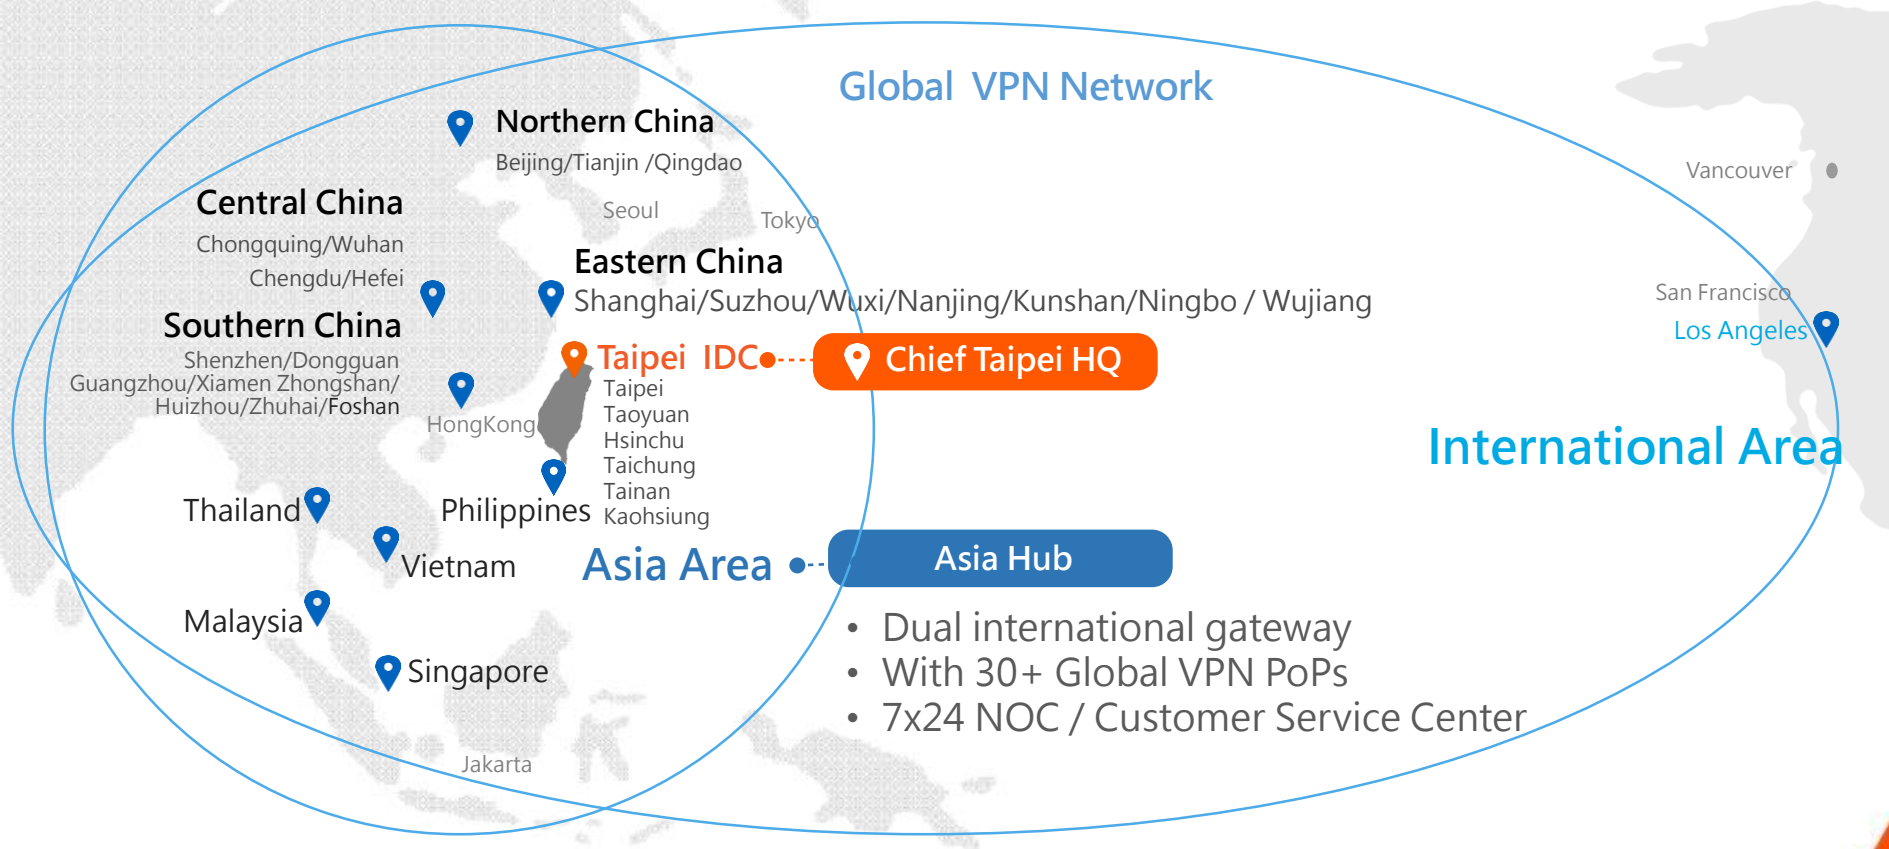 Global VPN Network
Northern China
Beijing/Tianjin /Qingdao
Vancouver
Central China
Chongquing/Wuhan
Chengdu/Hefei
Seoul
Tokyo
Eastern China
Shanghai/Suzhou/Wuxi/Nanjing/Kunshan/Ningbo / Wujiang
San Francisco
Los Angeles
Southern China
Shenzhen/Dongguan
Guangzhou/Xiamen Zhongshan/
Huizhou/Zhuhai/Foshan
HongKong
Taipei IDC
Chief Taipei HQ
Taipei
Taoyuan
Hsinchu
Taichung
Tainan
Kaohsiung
International Area
Thailand
Philippines
Vietnam
Asia Area
Asia Hub
Malaysia
Singapore
• Dual international gateway
• With 30+ Global VPN PoPs
• 7x24 NOC / Customer Service Center
Jakarta